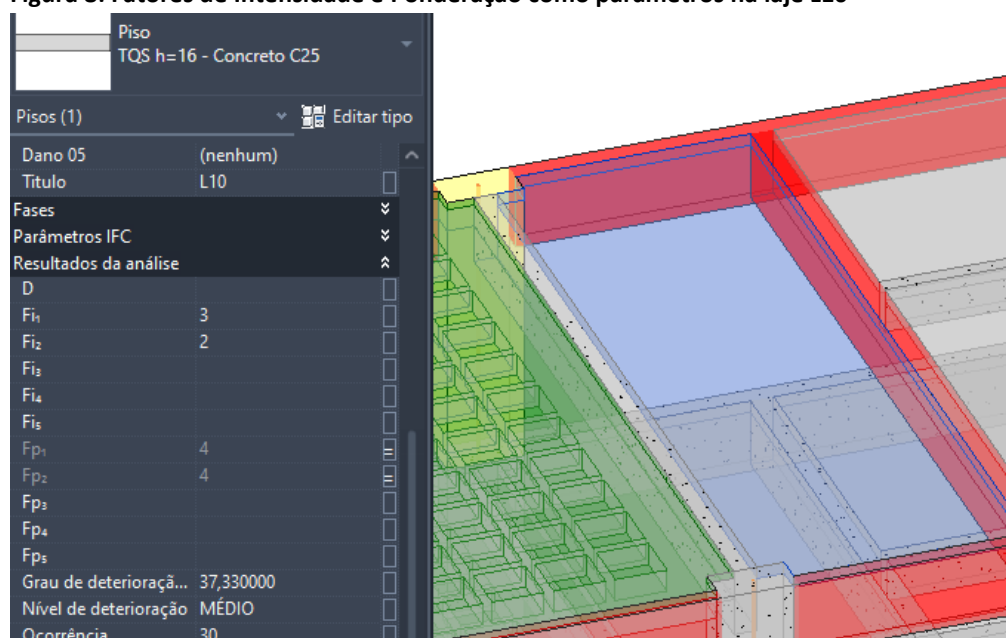 Piso
TQS h=16 - Concreto C25
Pisos (1) Editar tipo
Dano 05 (nenhum)
Titulo L10
Fases
Parâmetros IFC
Resultados da análise
D
Fi₁ 3
Fi₂ 2
Fi₃
Fi₄
Fi₅
Fp₁ 4 =
Fp₂ 4 =
Fp₃
Fp₄
Fp₅
Grau de deterioraçã... 37,330000
Nível de deterioração MÉDIO
Ocorrência 30